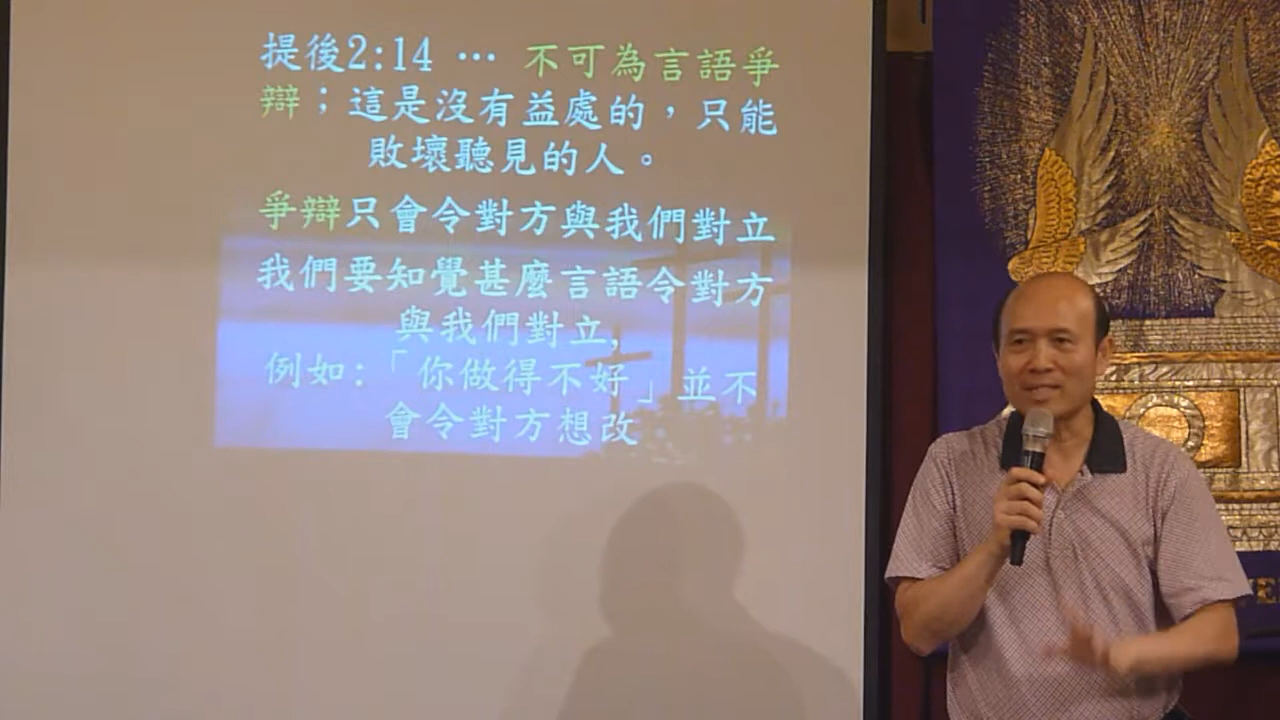 提後2:14 … 不可為言語爭
辯；這是沒有益處的，只能
敗壞聽見的人。
爭辯只會令對方與我們對立
我們要知覺甚麼言語令對方
與我們對立,
例如:「你做得不好」並不
會令對方想改